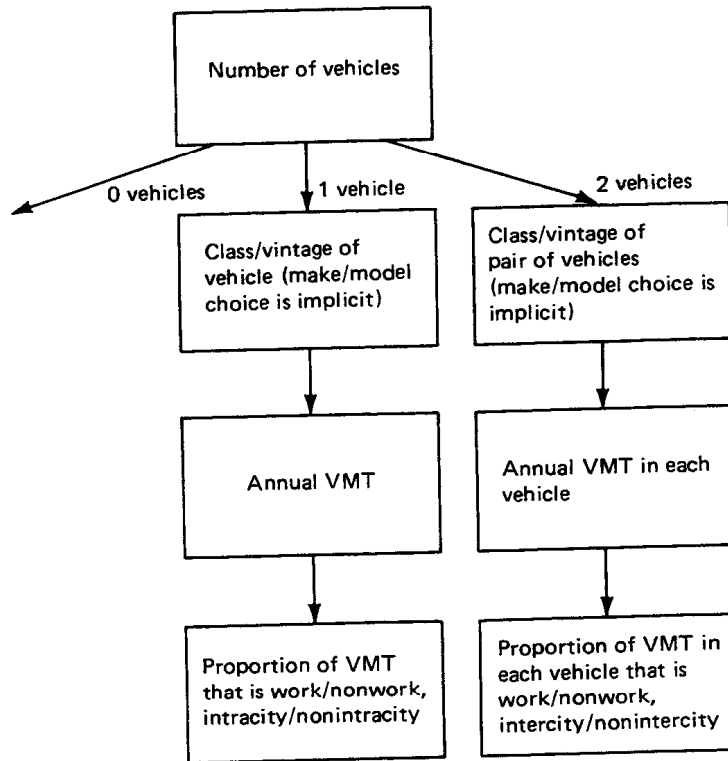 Number of vehicles
0 vehicles
1 vehicle
2 vehicles
Class/vintage of
vehicle (make/model
choice is implicit)
Class/vintage of
pair of vehicles
(make/model choice is
implicit)
Annual VMT
Annual VMT in each
vehicle
Proportion of VMT
that is work/nonwork,
intracity/nonintracity
Proportion of VMT in
each vehicle that is
work/nonwork,
intercity/nonintercity